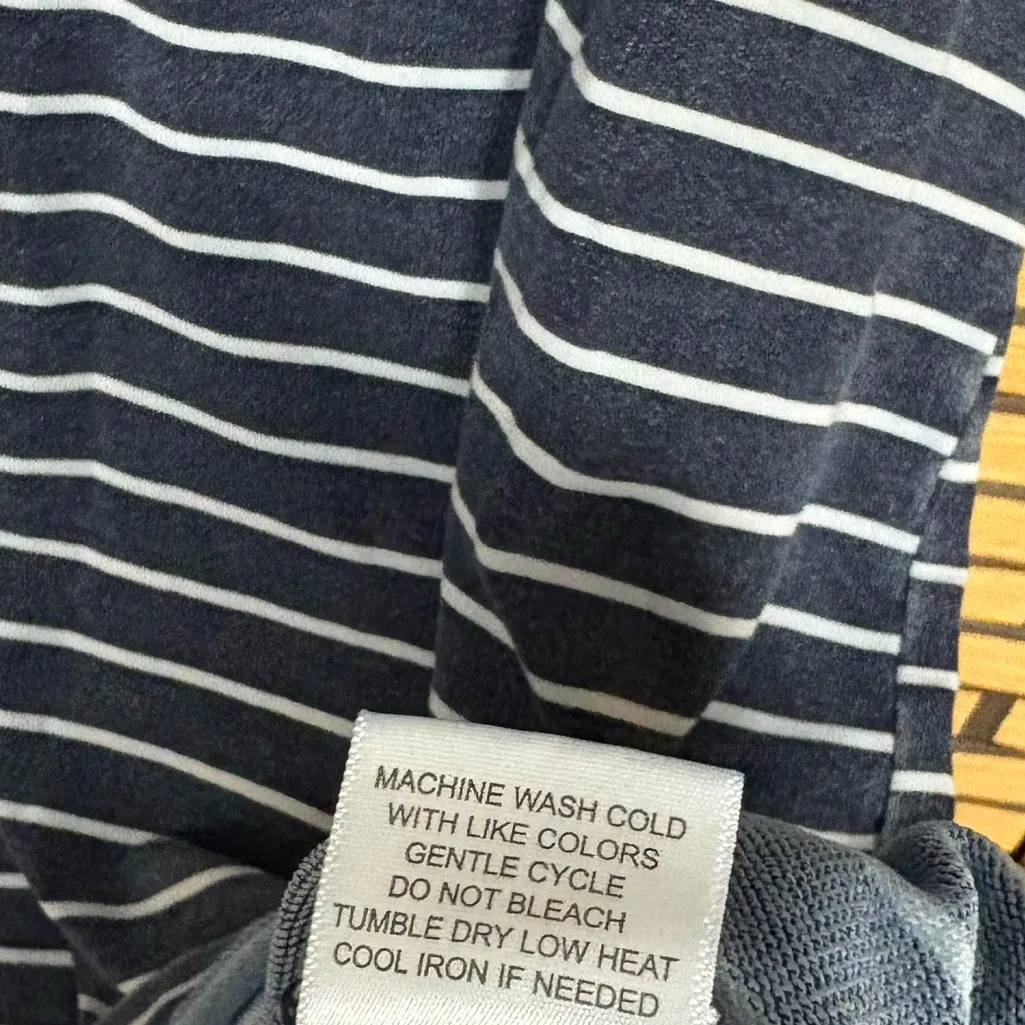 MACHINE WASH COLD
WITH LIKE COLORS
GENTLE CYCLE
DO NOT BLEACH
TUMBLE DRY LOW HEAT
COOL IRON IF NEEDED